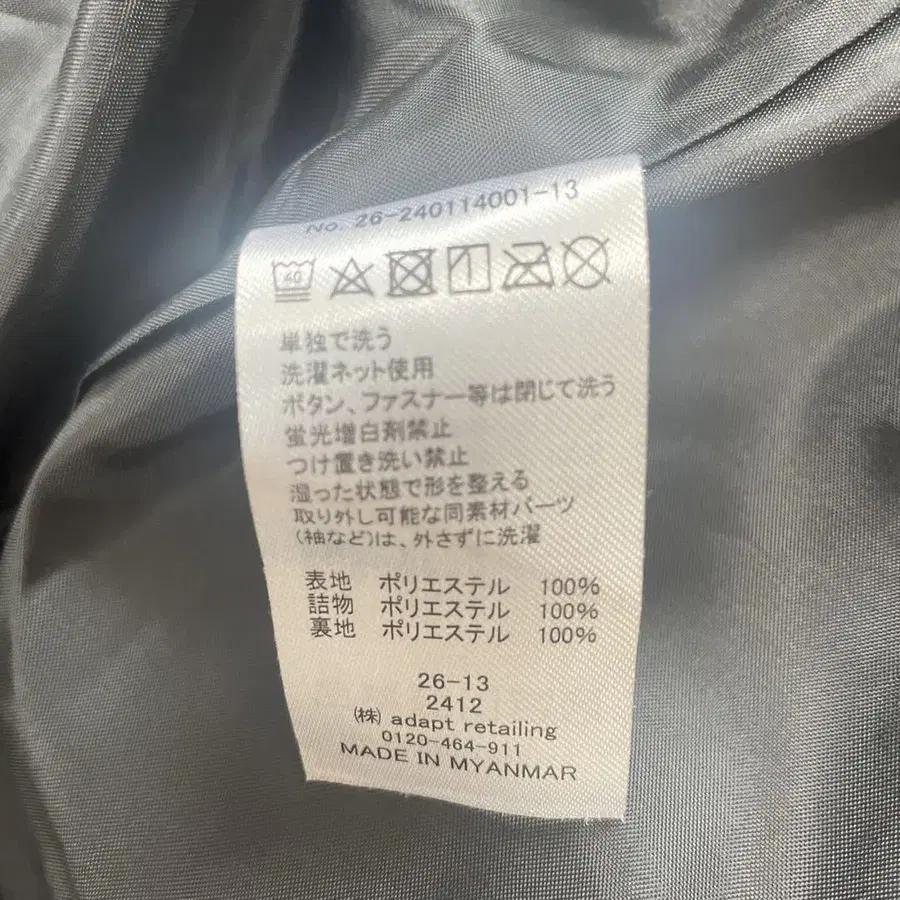 No. 26-240114001-13
40
単独で洗う
洗濯ネット使用
ボタン、ファスナー等は閉じて洗う
蛍光増白剤禁止
つけ置き洗い禁止
湿った状態で形を整える
取り外し可能な同素材パーツ
(袖など)は、外さずに洗濯
表地 ポリエステル 100%
詰物 ポリエステル 100%
裏地 ポリエステル 100%
26-13
2412
㈱ adapt retailing
0120-464-911
MADE IN MYANMAR